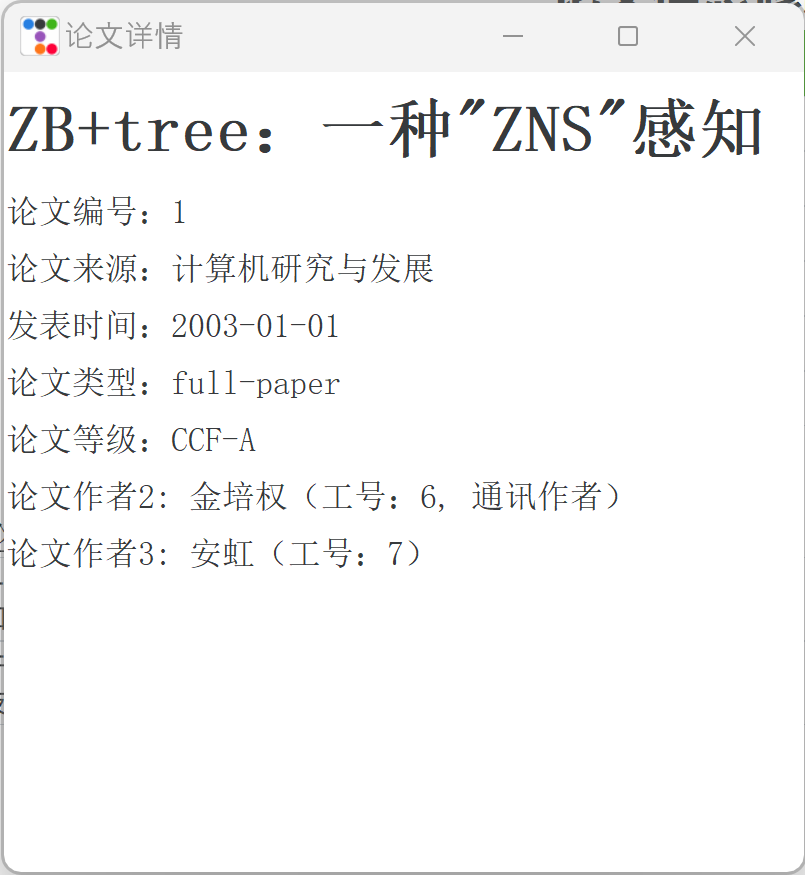 论文详情
ZB+tree：一种"ZNS"感知
论文编号：1
论文来源：计算机研究与发展
发表时间：2003-01-01
论文类型：full-paper
论文等级：CCF-A
论文作者2: 金培权（工号：6, 通讯作者）
论文作者3: 安虹（工号：7）